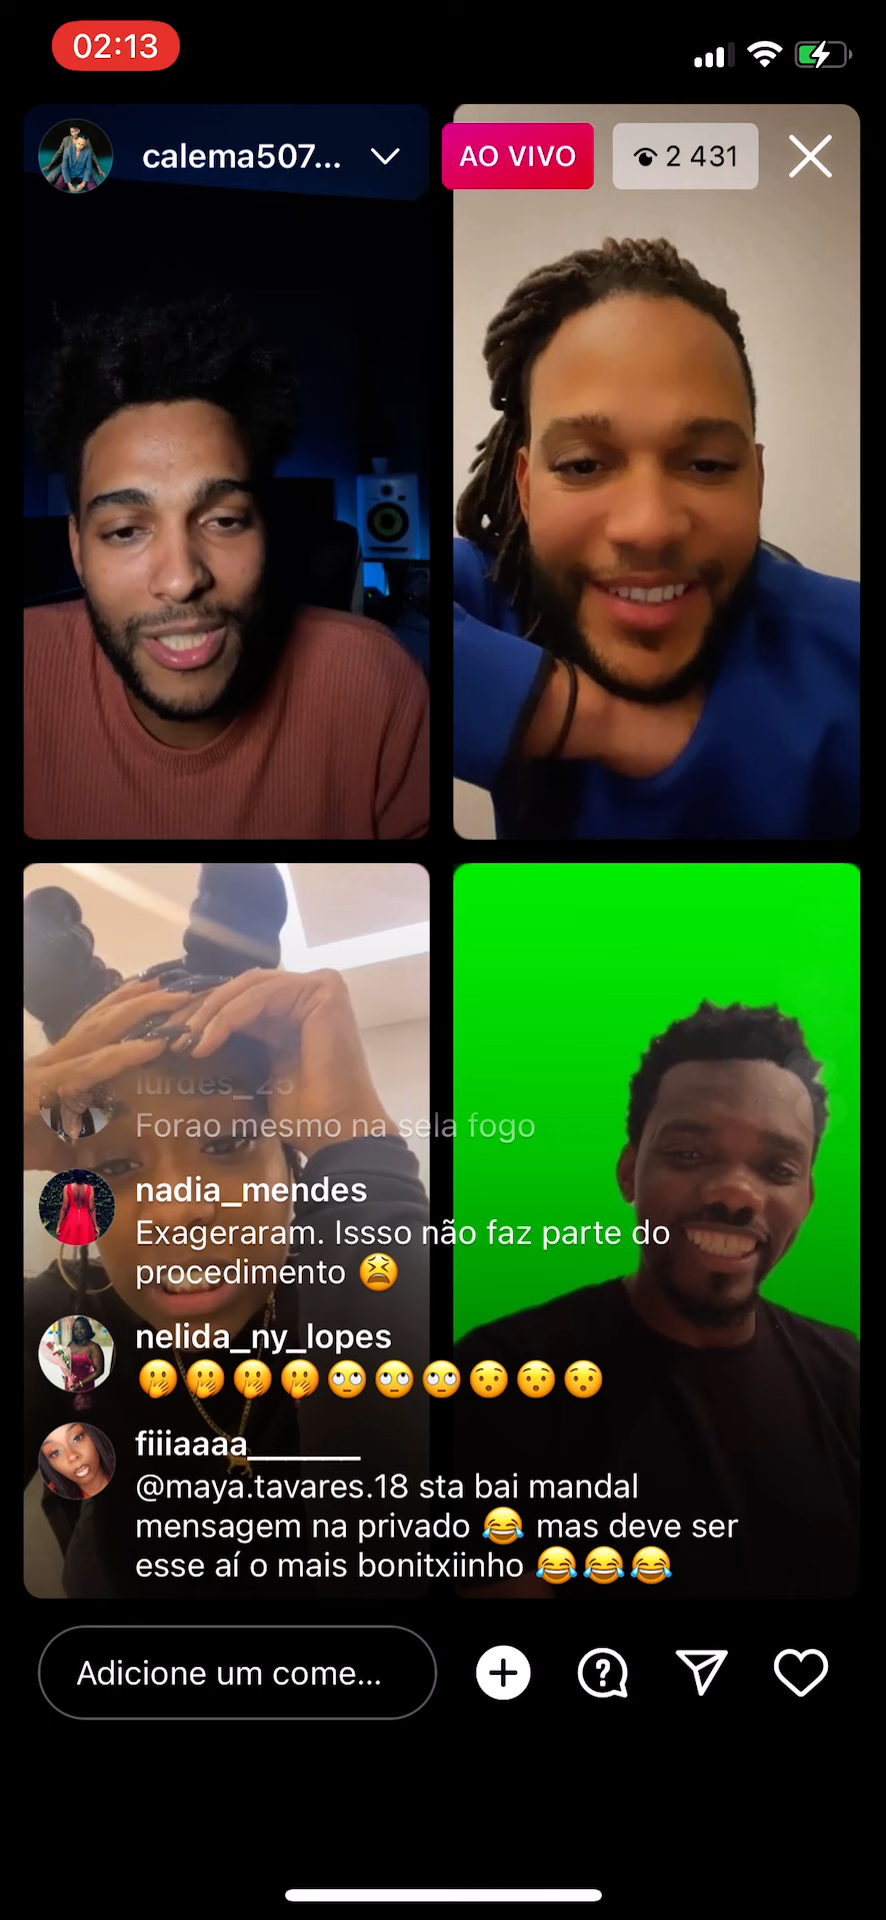 02:13
calema507...
AO VIVO
2 431
lurdes_25
Forao mesmo na sela fogo
nadia_mendes
Exageraram. Issso não faz parte do
procedimento 😫
nelida_ny_lopes
🫢🫢🫢🫢🙄🙄🙄😯😯😯
fiiiaaaa______
@maya.tavares.18 sta bai mandal
mensagem na privado 😂 mas deve ser
esse aí o mais bonitxiinho 😂😂😂
Adicione um come...